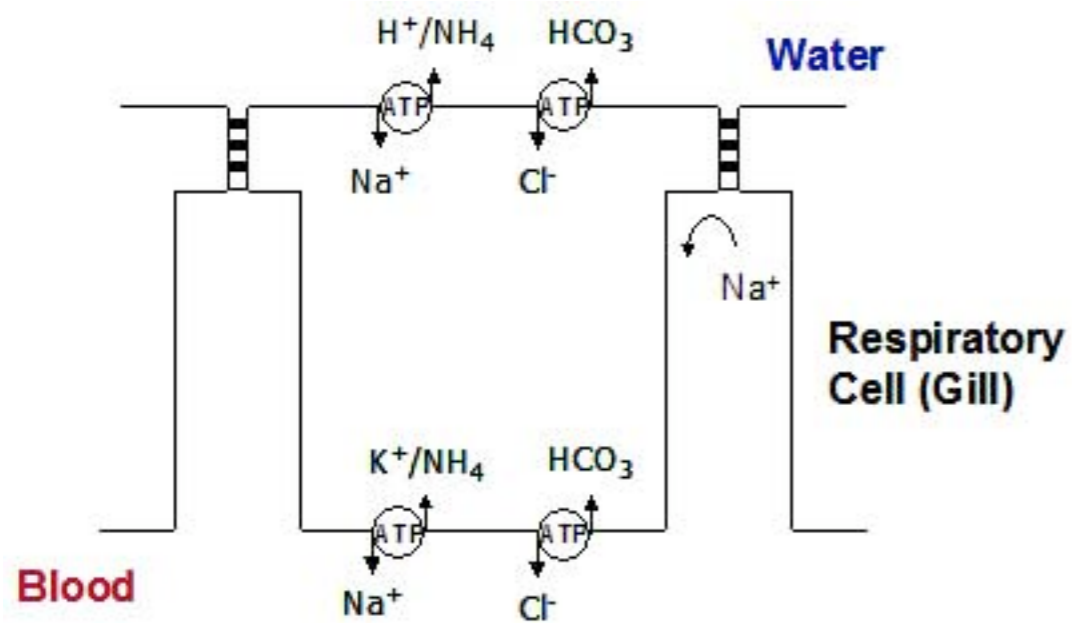 H⁺/NH₄ HCO₃
Water
ATP ATP
Na⁺ Cl⁻
Na⁺
Respiratory
Cell (Gill)
K⁺/NH₄ HCO₃
ATP ATP
Blood
Na⁺ Cl⁻